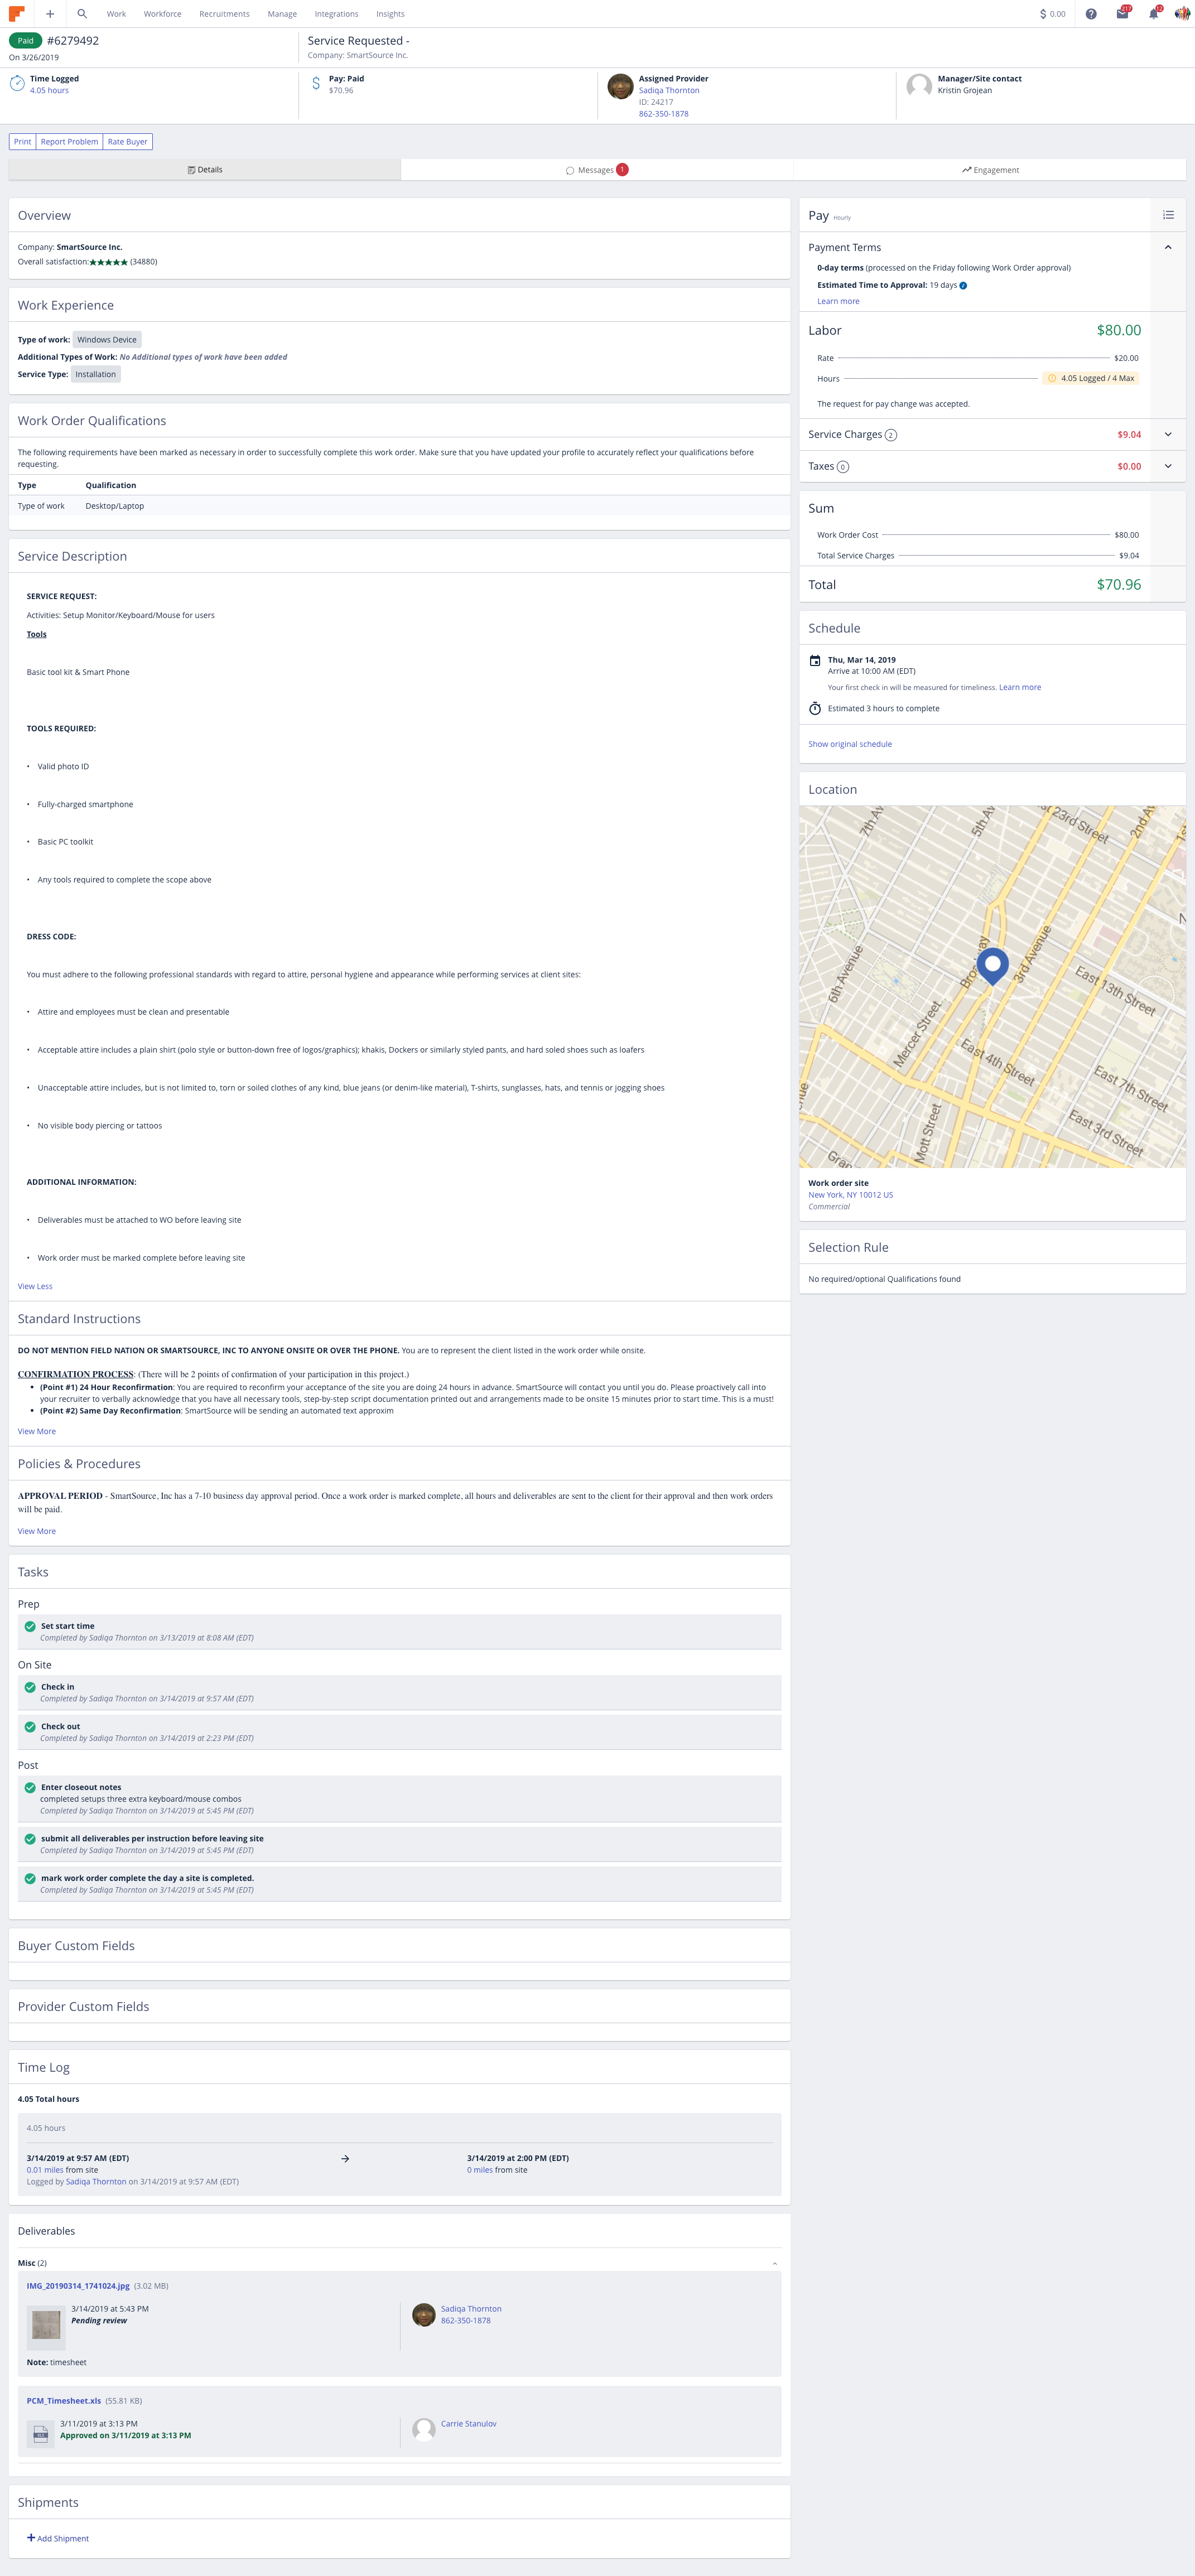 Work Workforce Recruitments Manage Integrations Insights
$ 0.00
217
12
Paid #6279492
On 3/26/2019
Service Requested -
Company: SmartSource Inc.
Time Logged
4.05 hours
Pay: Paid
$70.96
Assigned Provider
Sadiqa Thornton
ID: 24217
862-350-1878
Manager/Site contact
Kristin Grojean
Print Report Problem Rate Buyer
Details
Messages 1
Engagement
Overview
Company: SmartSource Inc.
Overall satisfaction:★★★★★ (34880)
Work Experience
Type of work: Windows Device
Additional Types of Work: No Additional types of work have been added
Service Type: Installation
Work Order Qualifications
The following requirements have been marked as necessary in order to successfully complete this work order. Make sure that you have updated your profile to accurately reflect your qualifications before
requesting.
Type Qualification
Type of work Desktop/Laptop
Service Description
SERVICE REQUEST:
Activities: Setup Monitor/Keyboard/Mouse for users
Tools
Basic tool kit & Smart Phone
TOOLS REQUIRED:
• Valid photo ID
• Fully-charged smartphone
• Basic PC toolkit
• Any tools required to complete the scope above
DRESS CODE:
You must adhere to the following professional standards with regard to attire, personal hygiene and appearance while performing services at client sites:
• Attire and employees must be clean and presentable
• Acceptable attire includes a plain shirt (polo style or button-down free of logos/graphics); khakis, Dockers or similarly styled pants, and hard soled shoes such as loafers
• Unacceptable attire includes, but is not limited to, torn or soiled clothes of any kind, blue jeans (or denim-like material), T-shirts, sunglasses, hats, and tennis or jogging shoes
• No visible body piercing or tattoos
ADDITIONAL INFORMATION:
• Deliverables must be attached to WO before leaving site
• Work order must be marked complete before leaving site
View Less
Standard Instructions
DO NOT MENTION FIELD NATION OR SMARTSOURCE, INC TO ANYONE ONSITE OR OVER THE PHONE. You are to represent the client listed in the work order while onsite.
CONFIRMATION PROCESS: (There will be 2 points of confirmation of your participation in this project.)
• (Point #1) 24 Hour Reconfirmation: You are required to reconfirm your acceptance of the site you are doing 24 hours in advance. SmartSource will contact you until you do. Please proactively call into
your recruiter to verbally acknowledge that you have all necessary tools, step-by-step script documentation printed out and arrangements made to be onsite 15 minutes prior to start time. This is a must!
• (Point #2) Same Day Reconfirmation: SmartSource will be sending an automated text approxim
View More
Policies & Procedures
APPROVAL PERIOD - SmartSource, Inc has a 7-10 business day approval period. Once a work order is marked complete, all hours and deliverables are sent to the client for their approval and then work orders
will be paid.
View More
Tasks
Prep
Set start time
Completed by Sadiqa Thornton on 3/13/2019 at 8:08 AM (EDT)
On Site
Check in
Completed by Sadiqa Thornton on 3/14/2019 at 9:57 AM (EDT)
Check out
Completed by Sadiqa Thornton on 3/14/2019 at 2:23 PM (EDT)
Post
Enter closeout notes
completed setups three extra keyboard/mouse combos
Completed by Sadiqa Thornton on 3/14/2019 at 5:45 PM (EDT)
submit all deliverables per instruction before leaving site
Completed by Sadiqa Thornton on 3/14/2019 at 5:45 PM (EDT)
mark work order complete the day a site is completed.
Completed by Sadiqa Thornton on 3/14/2019 at 5:45 PM (EDT)
Buyer Custom Fields
Provider Custom Fields
Time Log
4.05 Total hours
4.05 hours
3/14/2019 at 9:57 AM (EDT) 3/14/2019 at 2:00 PM (EDT)
0.01 miles from site 0 miles from site
Logged by Sadiqa Thornton on 3/14/2019 at 9:57 AM (EDT)
Deliverables
Misc (2)
IMG_20190314_1741024.jpg (3.02 MB)
3/14/2019 at 5:43 PM
Pending review
Sadiqa Thornton
862-350-1878
Note: timesheet
PCM_Timesheet.xls (55.81 KB)
3/11/2019 at 3:13 PM
Approved on 3/11/2019 at 3:13 PM
Carrie Stanulov
Shipments
Add Shipment
Pay Hourly
Payment Terms
0-day terms (processed on the Friday following Work Order approval)
Estimated Time to Approval: 19 days
Learn more
Labor $80.00
Rate $20.00
Hours 4.05 Logged / 4 Max
The request for pay change was accepted.
Service Charges 2 $9.04
Taxes 0 $0.00
Sum
Work Order Cost $80.00
Total Service Charges $9.04
Total $70.96
Schedule
Thu, Mar 14, 2019
Arrive at 10:00 AM (EDT)
Your first check in will be measured for timeliness. Learn more
Estimated 3 hours to complete
Show original schedule
Location
7th Av
5th Av
st 23rd Street
2nd Av
6th Avenue
3rd Avenue
East 13th Street
Mercer Street
East 4th Street
East 7th Street
East 3rd Street
Mott Street
Work order site
New York, NY 10012 US
Commercial
Selection Rule
No required/optional Qualifications found